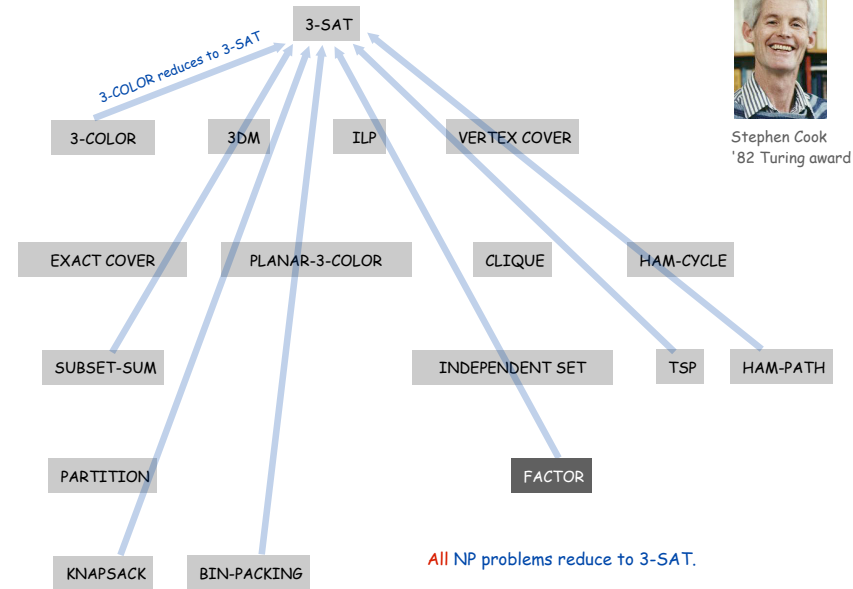 3-SAT
3-COLOR reduces to 3-SAT
3-COLOR
3DM
ILP
VERTEX COVER
Stephen Cook
'82 Turing award
EXACT COVER
PLANAR-3-COLOR
CLIQUE
HAM-CYCLE
SUBSET-SUM
INDEPENDENT SET
TSP
HAM-PATH
PARTITION
FACTOR
All NP problems reduce to 3-SAT.
KNAPSACK
BIN-PACKING